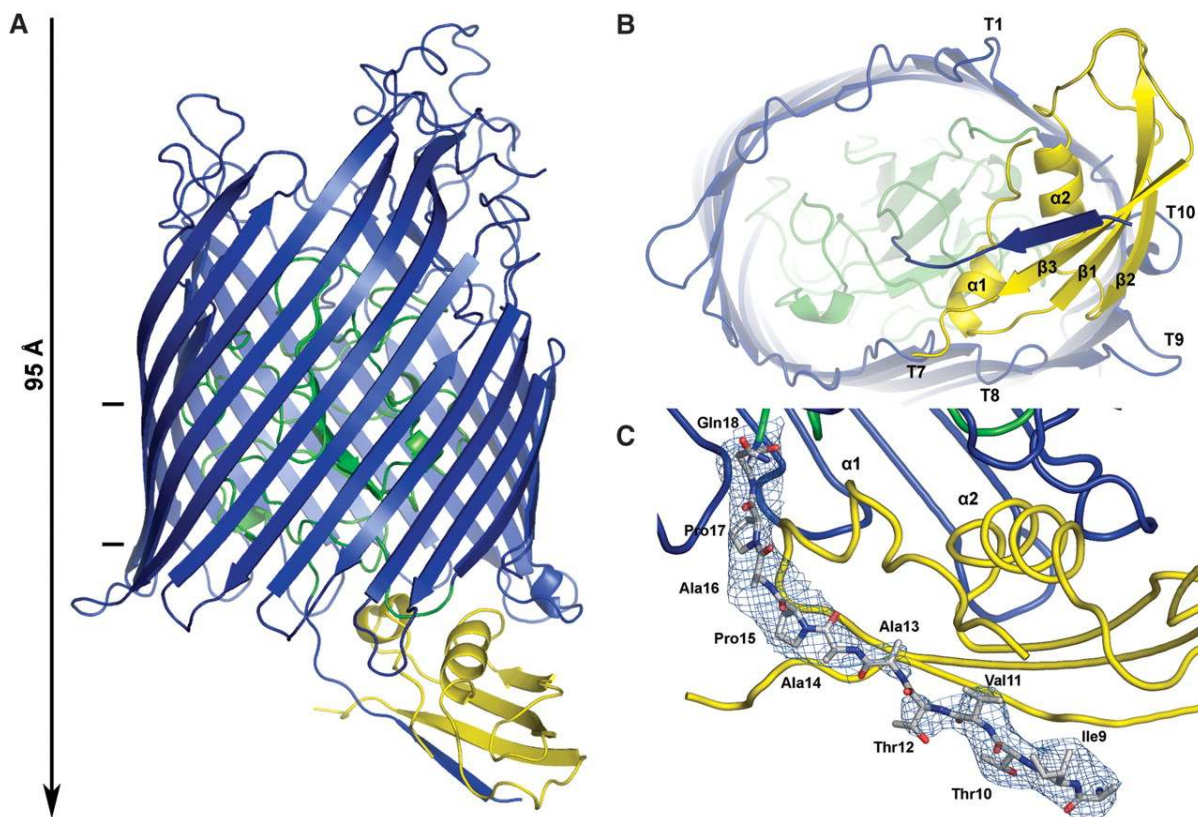 A
95 Å
B
T1
α2
T10
β3
β1
β2
α1
T9
T7
T8
C
Gln18
α1
α2
Pro17
Ala16
Ala13
Pro15
Ala14
Val11
Ile9
Thr12
Thr10